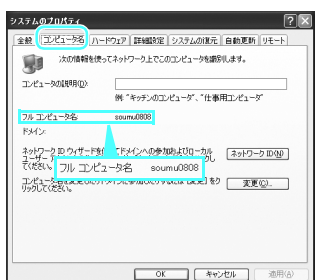 システムのプロパティ
全般 コンピュータ名 ハードウェア 詳細設定 システムの復元 自動更新 リモート
次の情報を使ってネットワーク上でこのコンピュータを識別します。
コンピュータの説明(D):
例: "キッチンのコンピュータ"、"仕事用コンピュータ"
フル コンピュータ名 soumu0808
ドメイン:
ネットワーク ID ウィザードを してドメインへの参加およびローカル
ユーザー
てください。
ネットワーク ID(N)
フル コンピュータ名 soumu0808
コンピュータ名を変更 [変更] をク
リックしてください。
変更(C)...
OK キャンセル 適用(A)